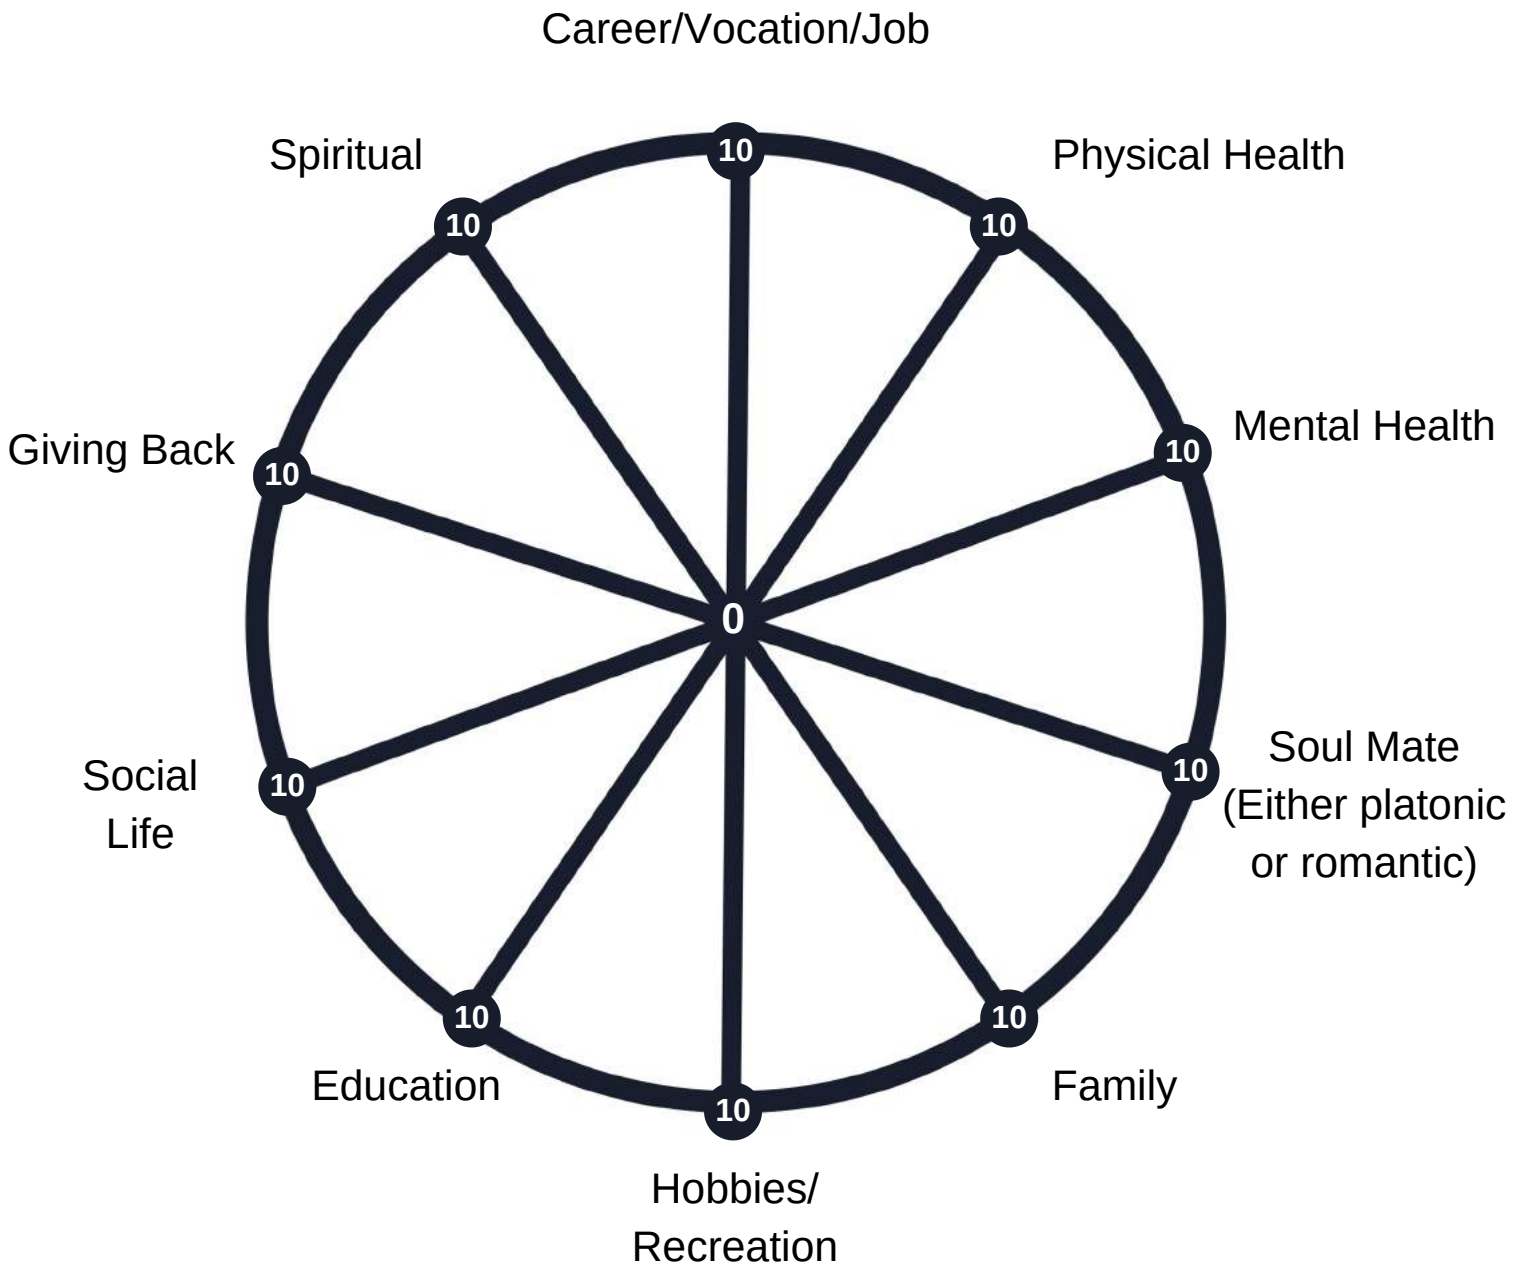 Career/Vocation/Job
Spiritual
10
Physical Health
10
10
Mental Health
10
Giving Back
10
0
Soul Mate
(Either platonic
or romantic)
10
Social
Life
10
10
10
Education
Family
10
Hobbies/
Recreation